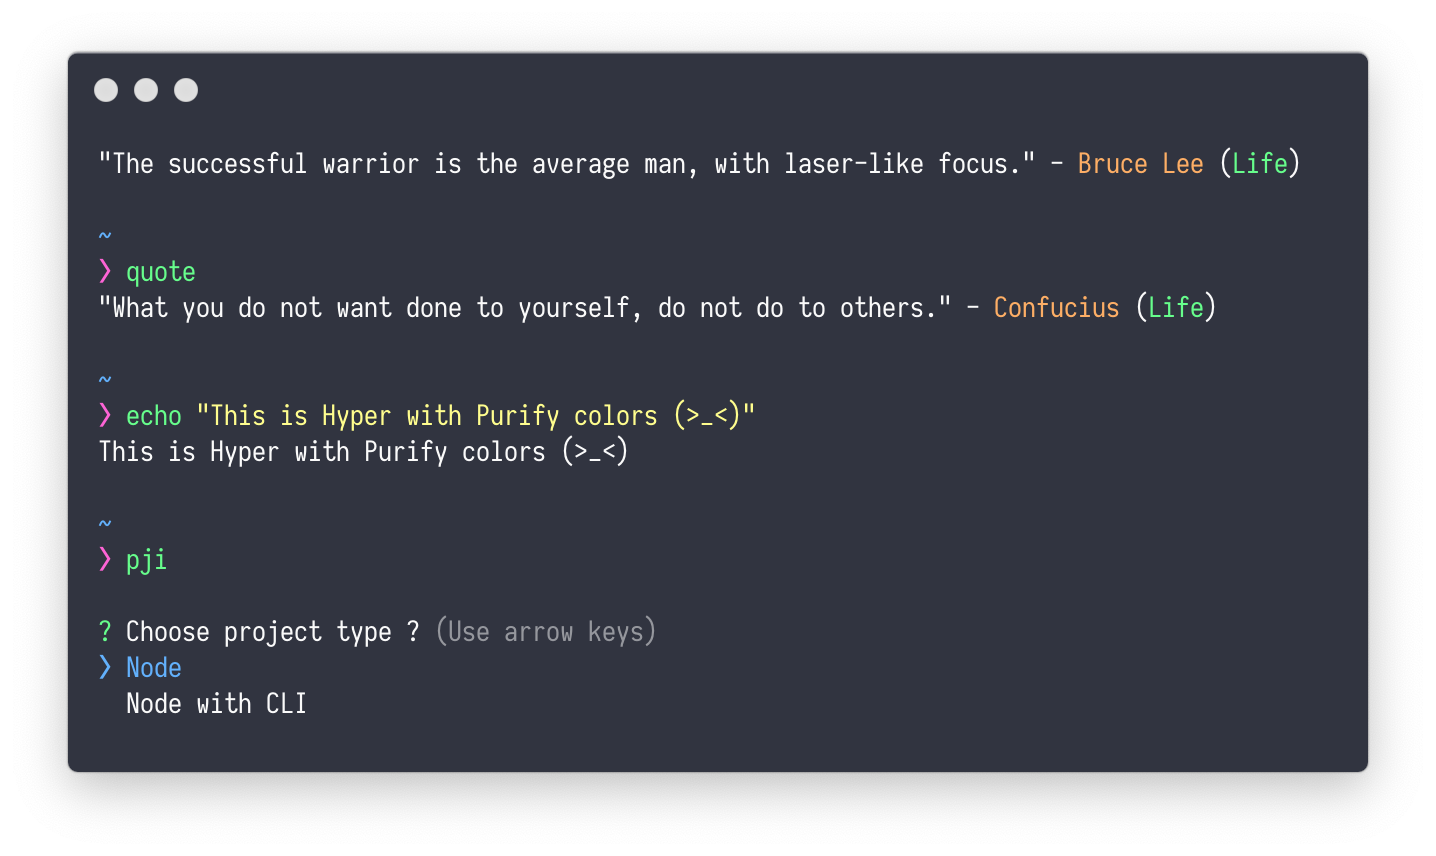 "The successful warrior is the average man, with laser-like focus." - Bruce Lee (Life)
~
❯ quote
"What you do not want done to yourself, do not do to others." - Confucius (Life)
~
❯ echo "This is Hyper with Purify colors (>_<)"
This is Hyper with Purify colors (>_<)
~
❯ pji
? Choose project type ? (Use arrow keys)
❯ Node
Node with CLI